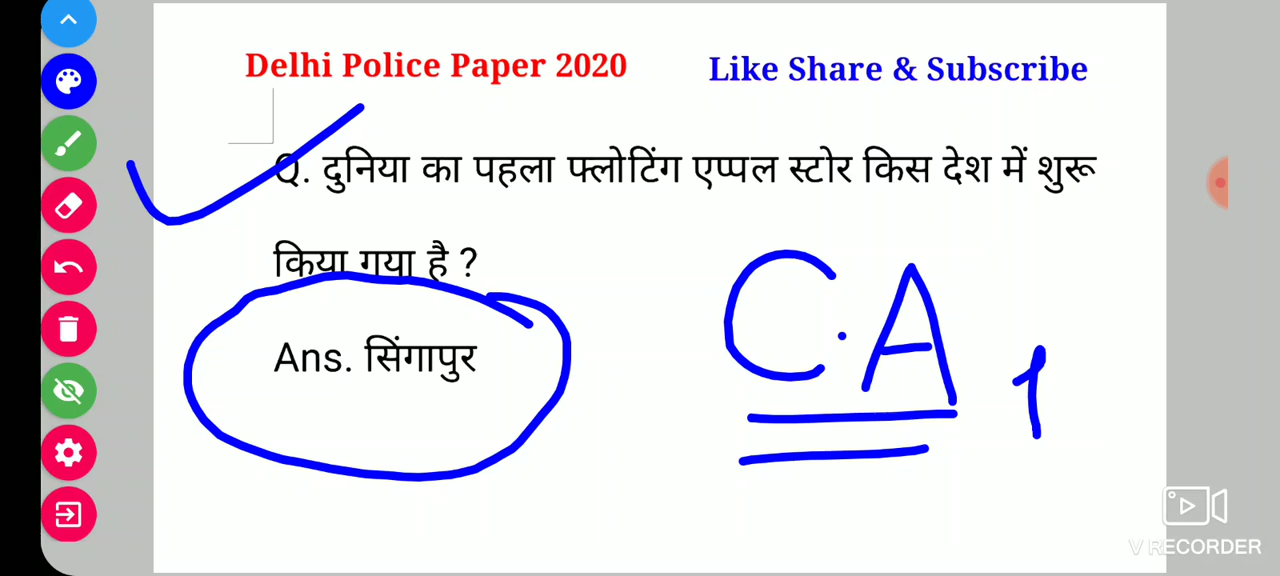 Delhi Police Paper 2020
Like Share & Subscribe
Q. दुनिया का पहला फ्लोटिंग एप्पल स्टोर किस देश में शुरू
किया गया है ?
Ans. सिंगापुर
C.A 1
V RECORDER